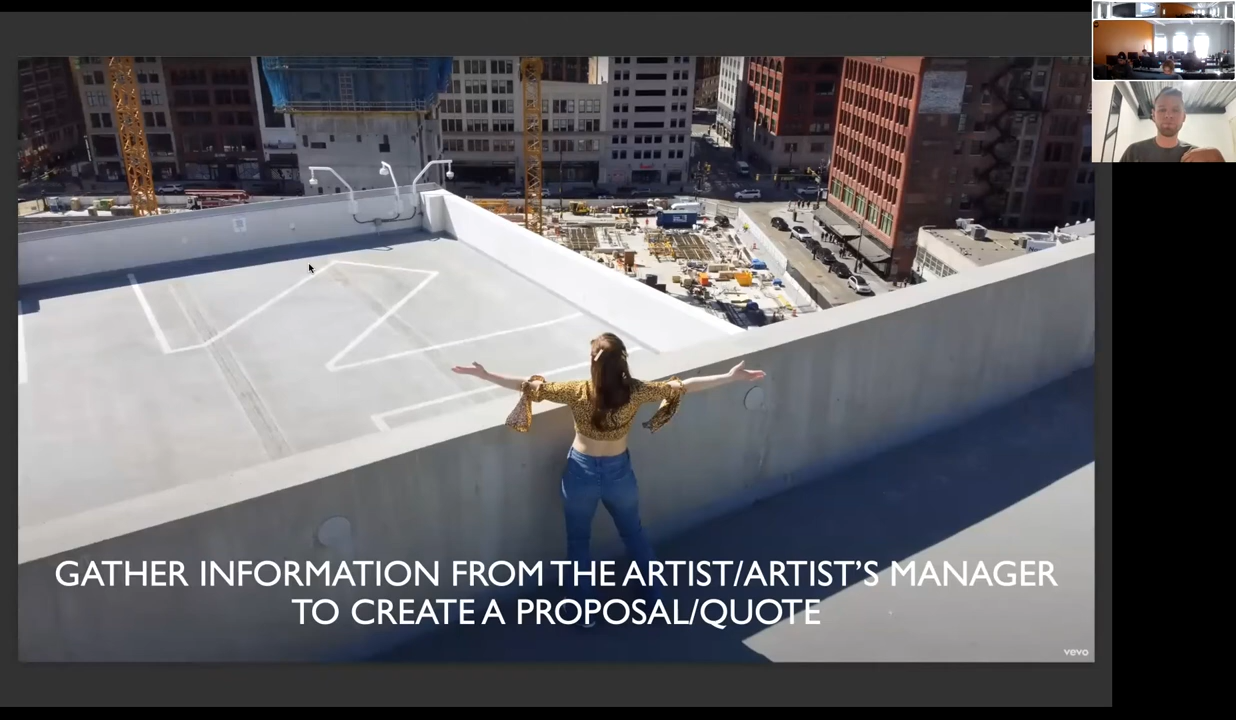 GATHER INFORMATION FROM THE ARTIST/ARTIST'S MANAGER
TO CREATE A PROPOSAL/QUOTE
vevo